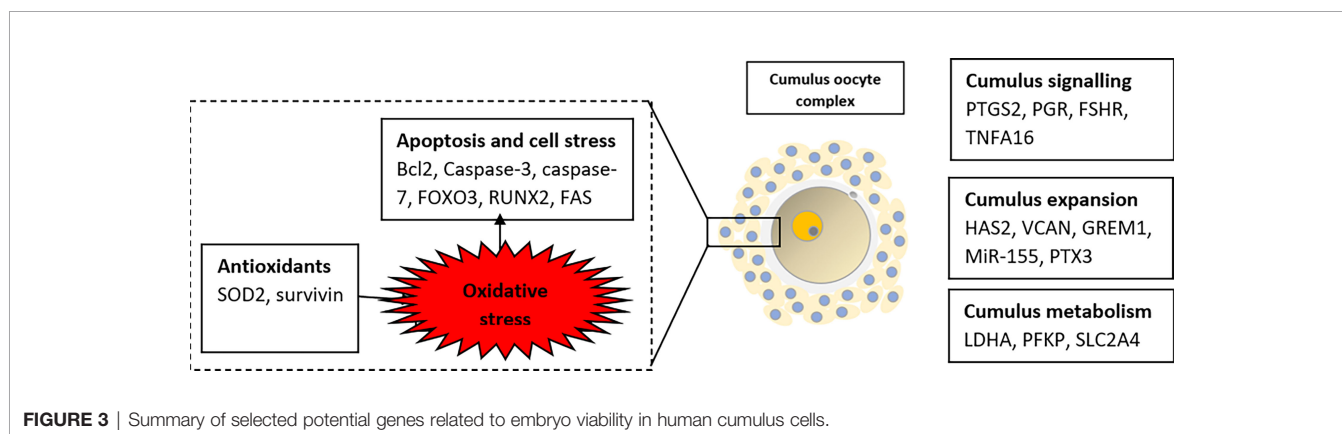 Cumulus oocyte
complex
Cumulus signalling
PTGS2, PGR, FSHR,
TNFA16
Apoptosis and cell stress
Bcl2, Caspase-3, caspase-
7, FOXO3, RUNX2, FAS
Cumulus expansion
HAS2, VCAN, GREM1,
MiR-155, PTX3
Antioxidants
SOD2, survivin
Oxidative
stress
Cumulus metabolism
LDHA, PFKP, SLC2A4
FIGURE 3 | Summary of selected potential genes related to embryo viability in human cumulus cells.